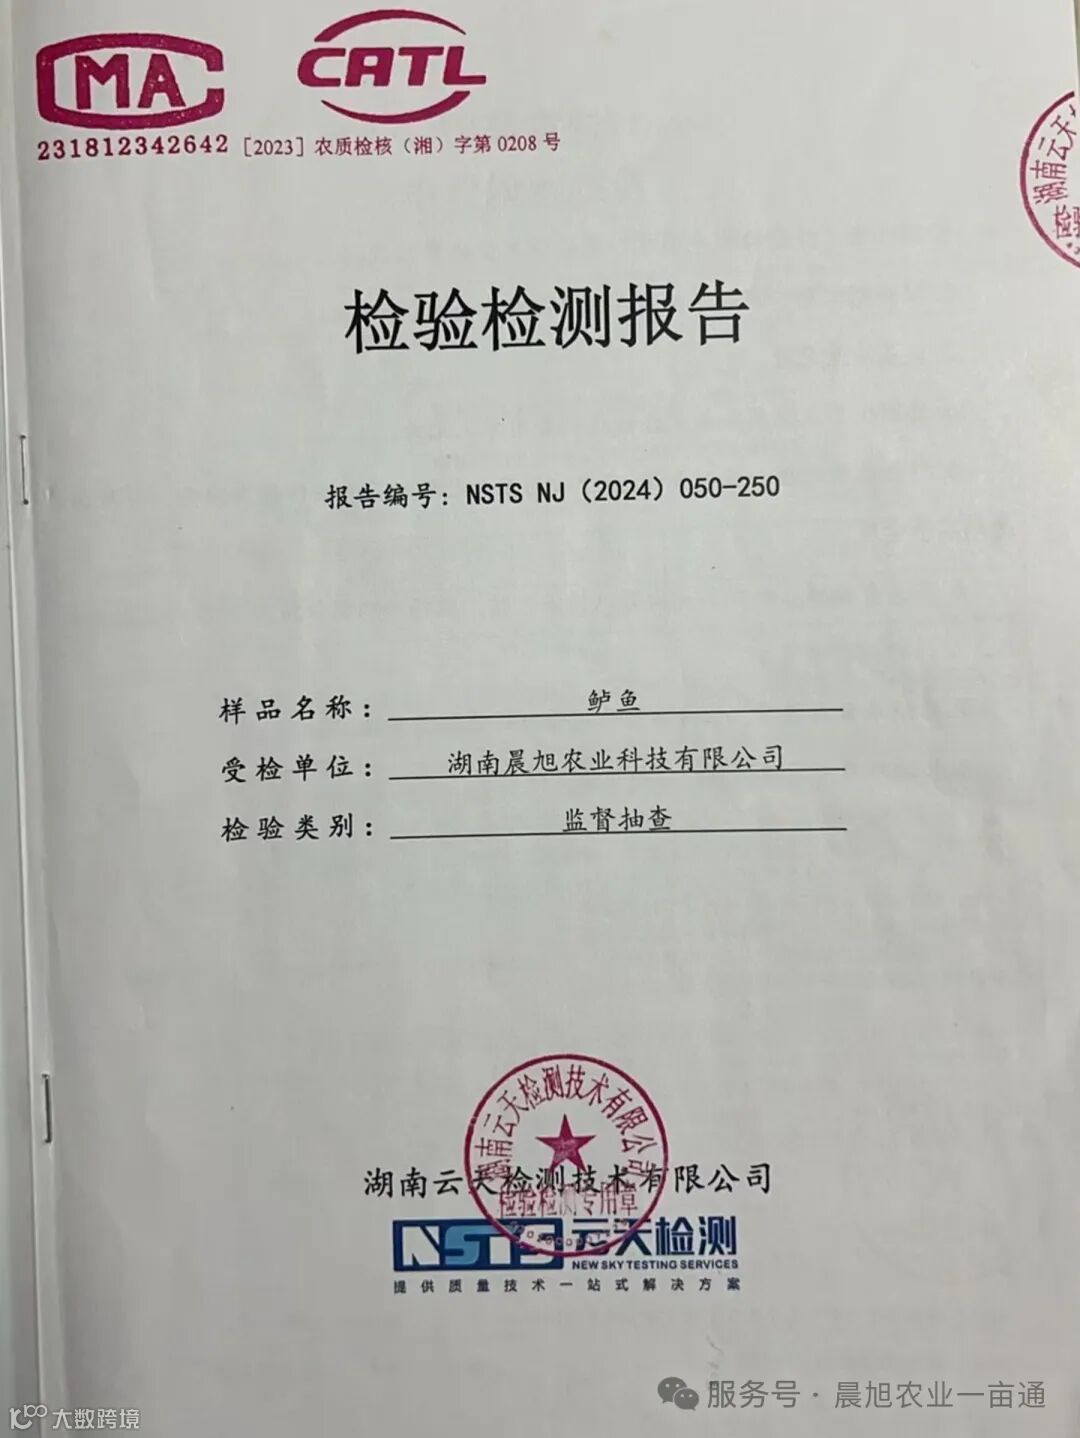 CMA
CATL
231812342642 [2023] 农质检核（湘）字第 0208 号
湖南云天
检验
检验检测报告
报告编号：NSTS NJ（2024）050-250
样品名称：鲈鱼
受检单位：湖南晨旭农业科技有限公司
检验类别：监督抽查
湖南云天检测技术有限公司
湖南云天检测技术有限公司
检验检测专用章
NSTS 云天检测
NEW SKY TESTING SERVICES
提供质量技术一站式解决方案
服务号·晨旭农业一亩通
大数跨境